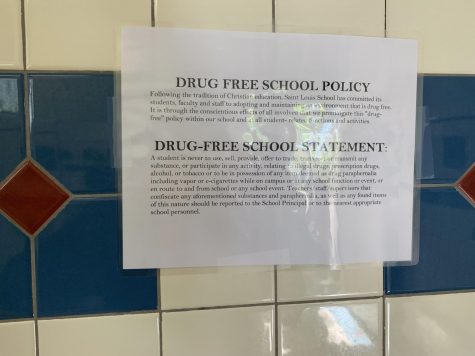 DRUG FREE SCHOOL POLICY
Following the tradition of Christian education, Saint Louis School has committed its
students, faculty and staff to adopting and maintaining an environment that is drug free.
It is through the conscientious efforts of all involved that we promulgate this "drug-
free" policy within our school and at all student-related functions and activities
DRUG-FREE SCHOOL STATEMENT:
A student is never to use, sell, provide, offer to trade, transport or transmit any
substance, or participate in any activity, relating to illegal drugs, prescription drugs,
alcohol, or tobacco or to be in possession of any item deemed as drug paraphernalia
including vapor or e-cigarettes while on campus or at any school function or event, or
en route to and from school or any school event. Teachers, staff, supervisors that
confiscate any aforementioned substances and paraphernalia, as well as any found items
of this nature should be reported to the School Principal or to the nearest appropriate
school personnel.